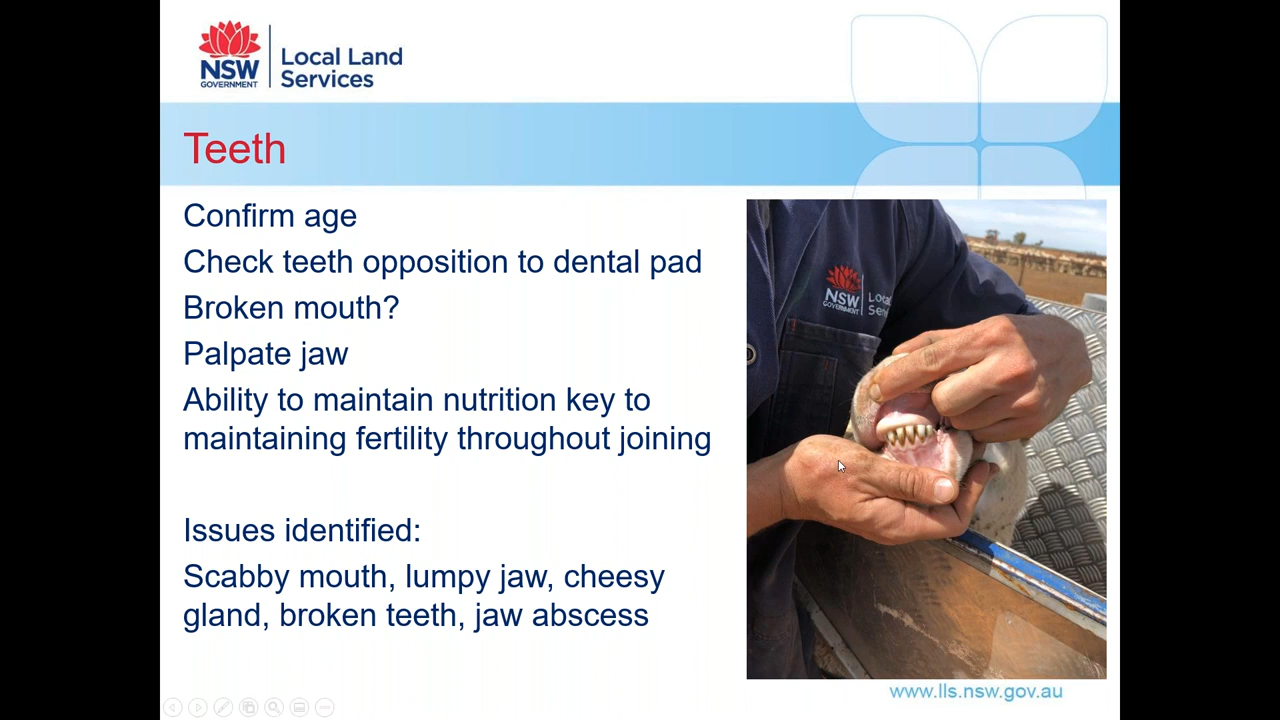 NSW
GOVERNMENT
Local Land
Services
Teeth
Confirm age
Check teeth opposition to dental pad
Broken mouth?
Palpate jaw
Ability to maintain nutrition key to
maintaining fertility throughout joining
Issues identified:
Scabby mouth, lumpy jaw, cheesy
gland, broken teeth, jaw abscess
NSW
GOVERNMENT
www.lls.nsw.gov.au